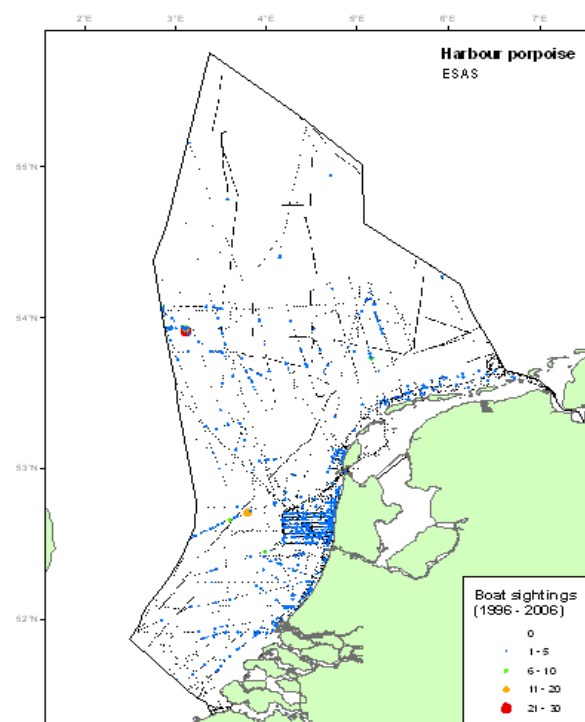 2°E 3°E 4°E 5°E 6°E 7°E
Harbour porpoise
ESAS
55°N
54°N
53°N
52°N
Boat sightings
(1996 - 2006)
0
1 - 5
6 - 10
11 - 20
21 - 30